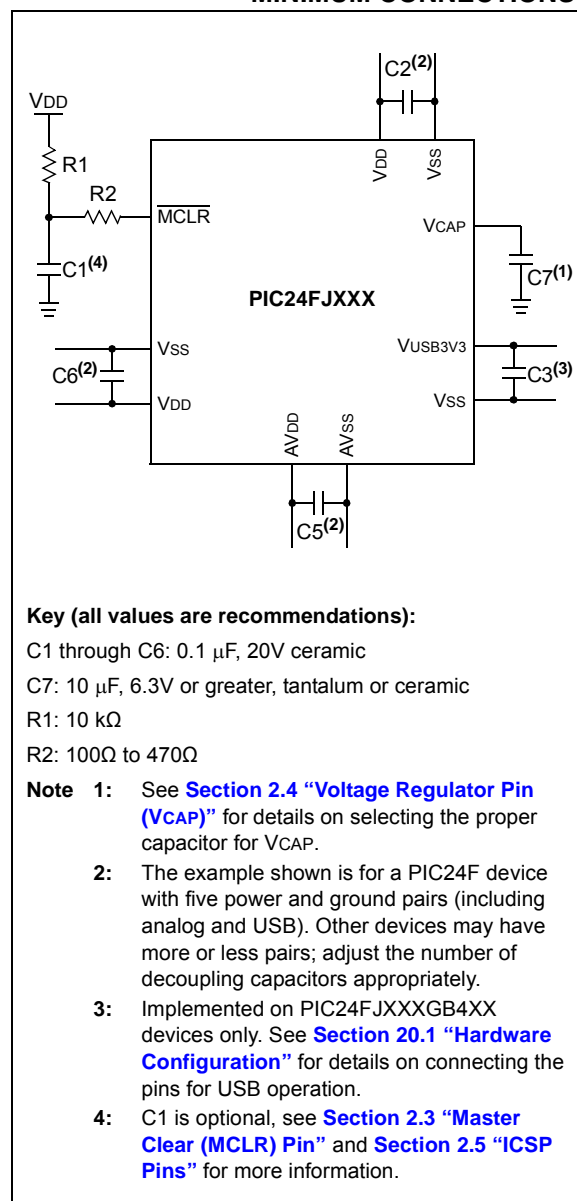 C2(2)
VDD
R1
R2
C1(4)
MCLR
VDD
VSS
VCAP
C7(1)
PIC24FJXXX
VSS
C6(2)
VDD
VUSB3V3
C3(3)
VSS
AVDD
AVSS
C5(2)
Key (all values are recommendations):
C1 through C6: 0.1 μF, 20V ceramic
C7: 10 μF, 6.3V or greater, tantalum or ceramic
R1: 10 kΩ
R2: 100Ω to 470Ω
Note 1: See Section 2.4 “Voltage Regulator Pin
(VCAP)” for details on selecting the proper
capacitor for VCAP.
2: The example shown is for a PIC24F device
with five power and ground pairs (including
analog and USB). Other devices may have
more or less pairs; adjust the number of
decoupling capacitors appropriately.
3: Implemented on PIC24FJXXXGB4XX
devices only. See Section 20.1 “Hardware
Configuration” for details on connecting the
pins for USB operation.
4: C1 is optional, see Section 2.3 “Master
Clear (MCLR) Pin” and Section 2.5 “ICSP
Pins” for more information.